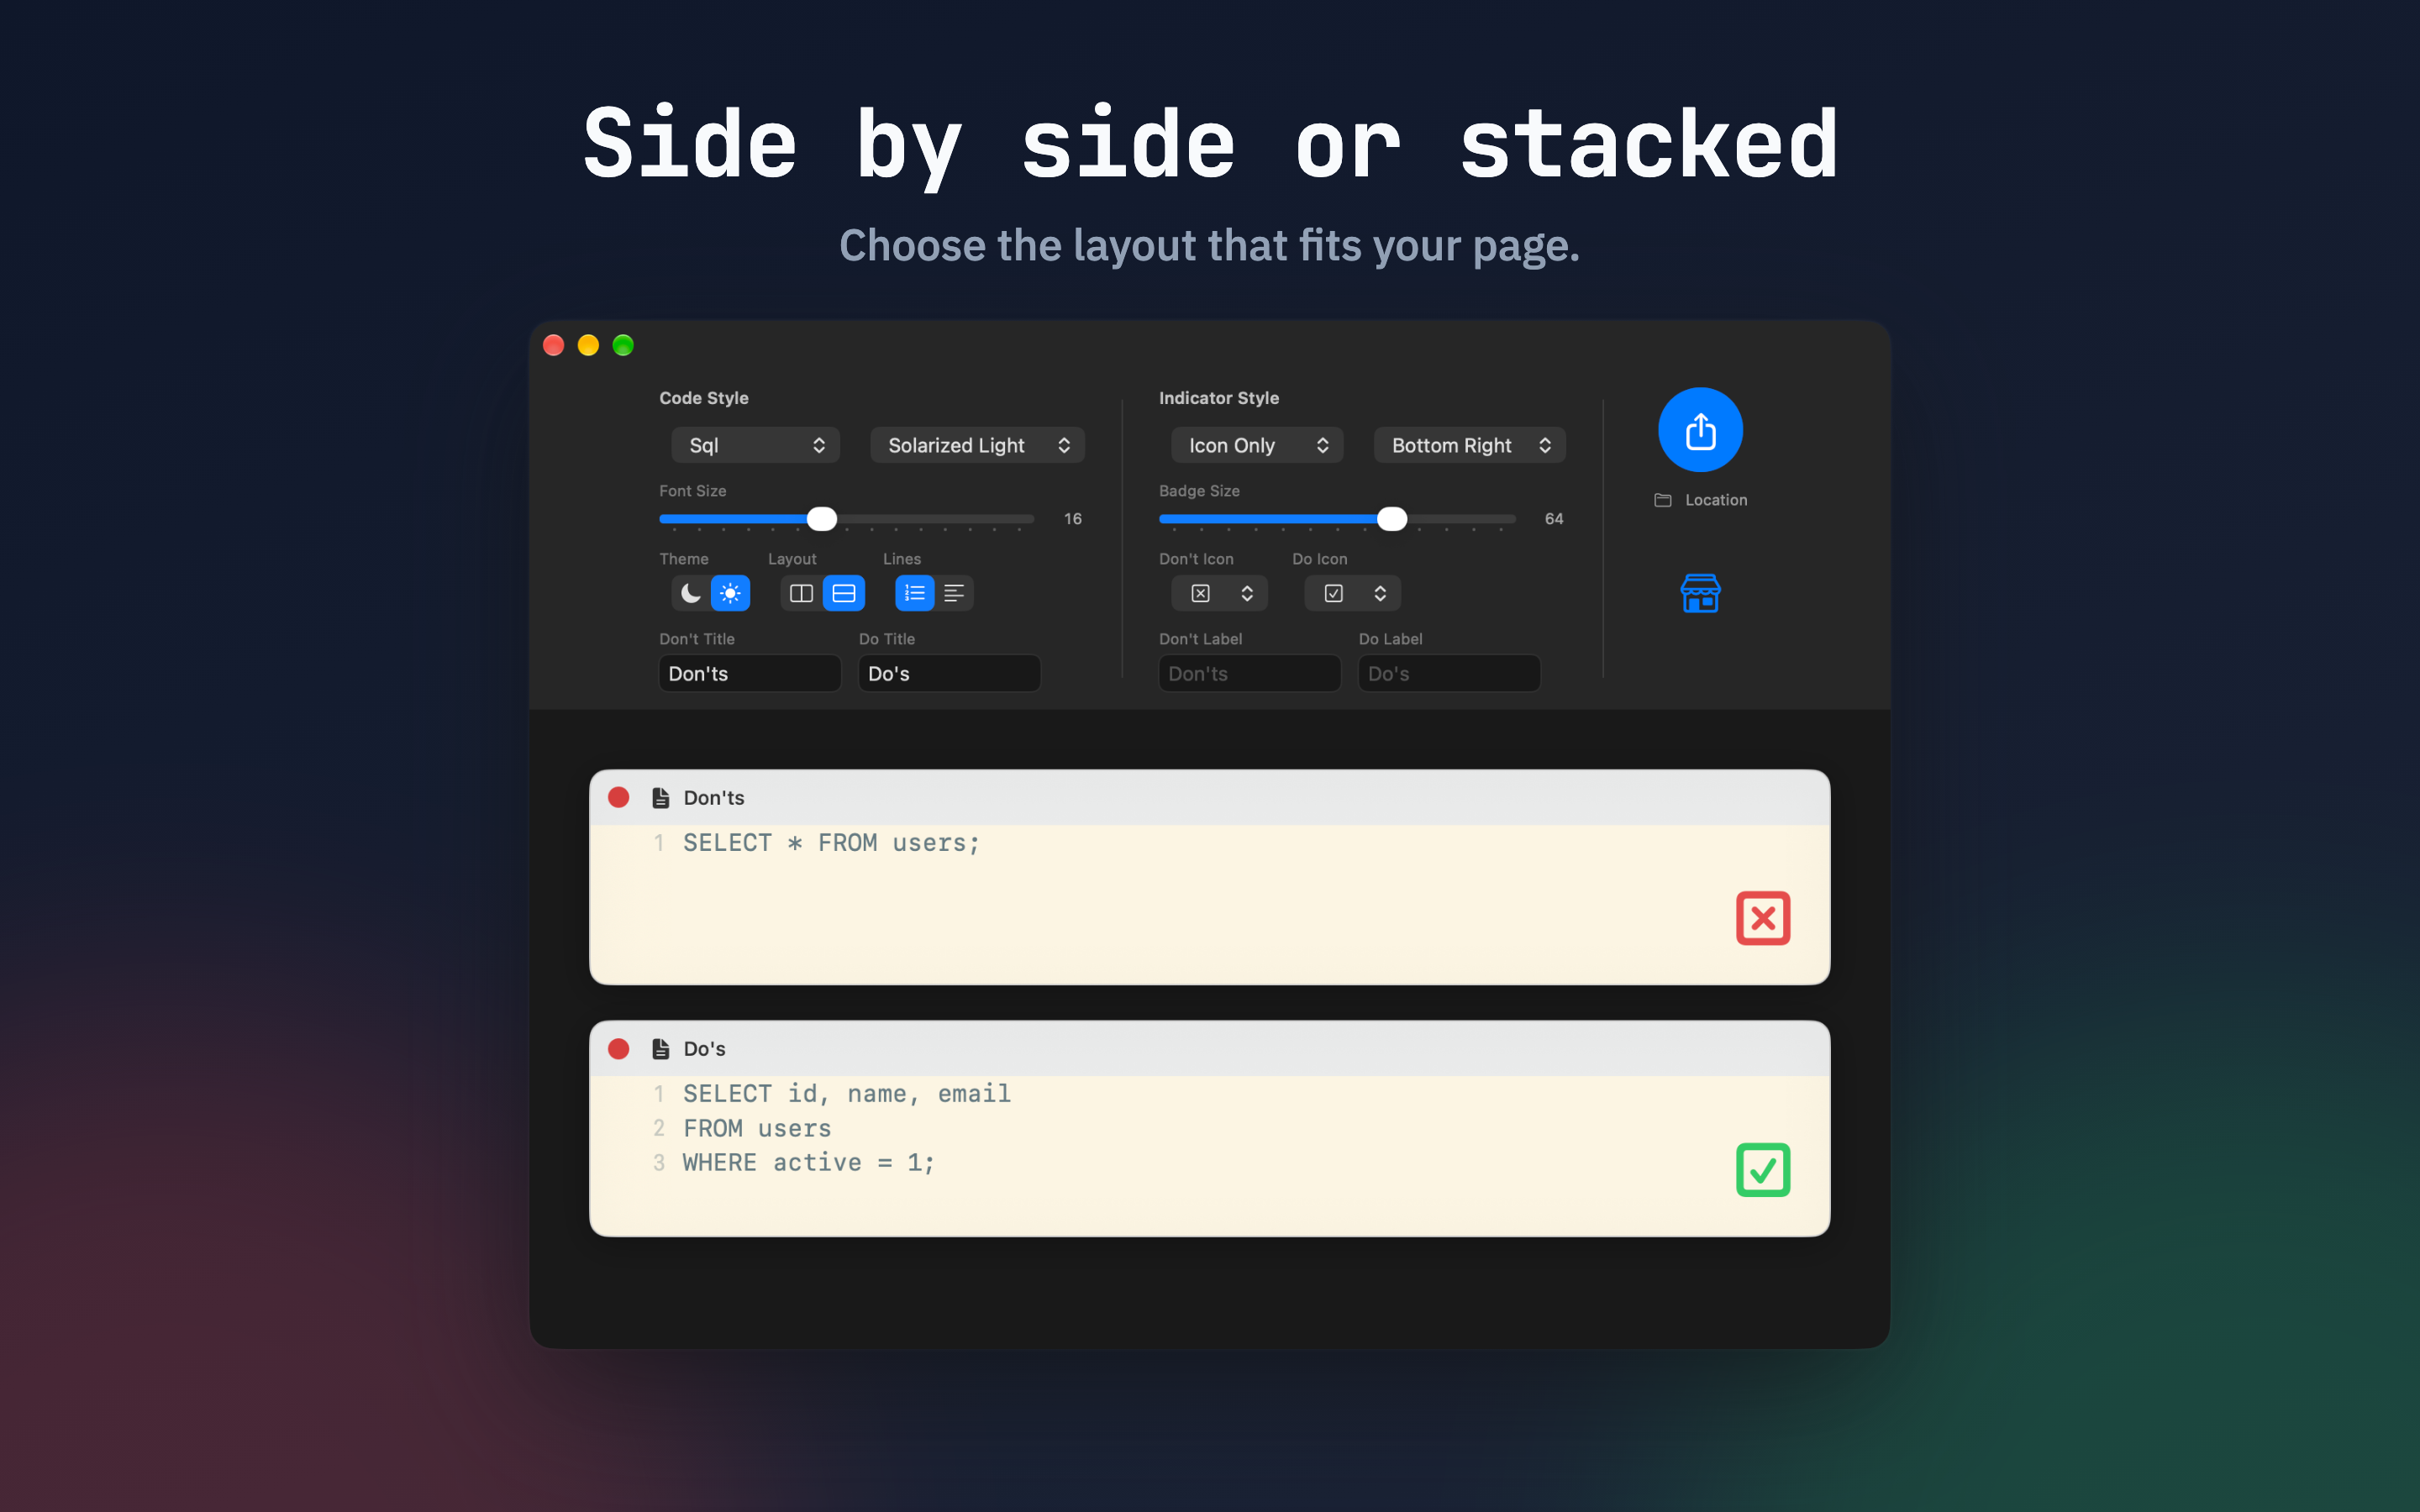 Side by side or stacked
Choose the layout that fits your page.
Code Style
Sql
Solarized Light
Font Size
16
Theme
Layout
Lines
Don't Title
Do Title
Don'ts
Do's
Indicator Style
Icon Only
Bottom Right
Badge Size
64
Don't Icon
Do Icon
Don't Label
Do Label
Don'ts
Do's
Location
Don'ts
1 SELECT * FROM users;
Do's
1 SELECT id, name, email
2 FROM users
3 WHERE active = 1;